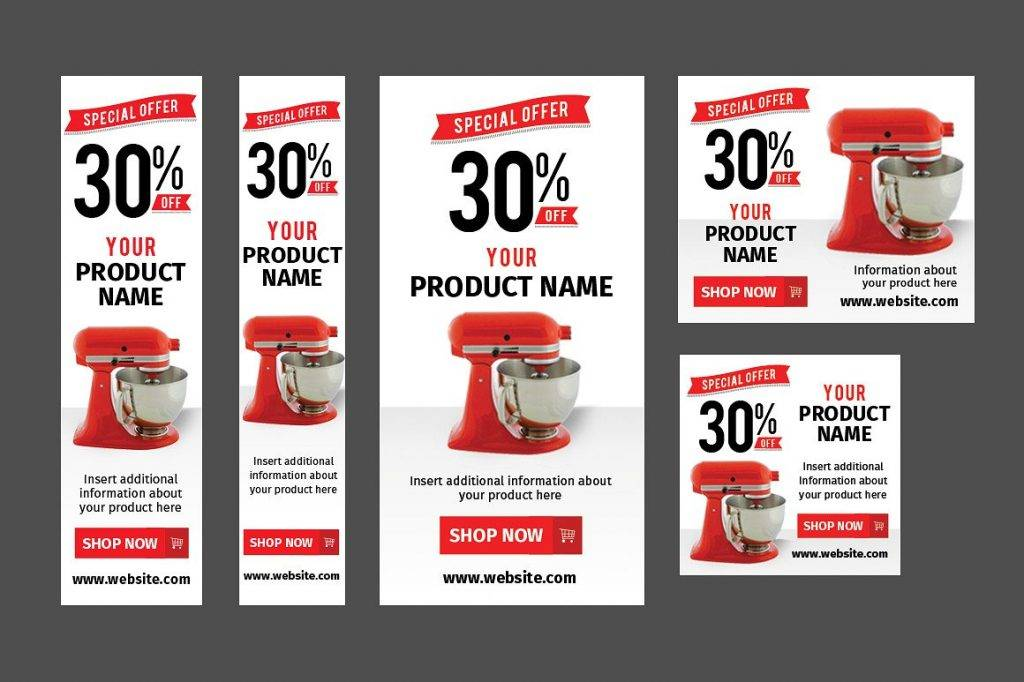 SPECIAL OFFER
30%
OFF
YOUR
PRODUCT
NAME
Insert additional
information about
your product here
SHOP NOW
www.website.com
SPECIAL OFFER
30%
OFF
YOUR
PRODUCT
NAME
Insert additional
information about
your product here
SHOP NOW
www.website.com
SPECIAL OFFER
30%
OFF
YOUR
PRODUCT NAME
Insert additional information about
your product here
SHOP NOW
www.website.com
SPECIAL OFFER
30%
OFF
YOUR
PRODUCT
NAME
SHOP NOW
Information about
your product here
www.website.com
SPECIAL OFFER
30%
OFF
YOUR
PRODUCT
NAME
Insert additional
Information about
your product here
SHOP NOW
www.website.com